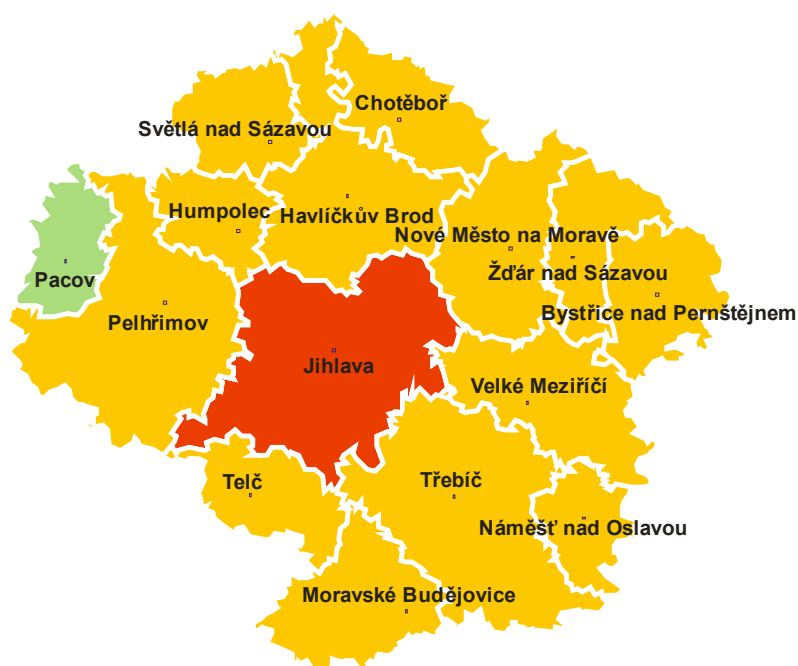 Chotěboř
Světlá nad Sázavou
Humpolec
Havlíčkův Brod
Nové Město na Moravě
Žďár nad Sázavou
Pacov
Bystřice nad Pernštějnem
Pelhřimov
Jihlava
Velké Meziříčí
Telč
Třebíč
Náměšť nad Oslavou
Moravské Budějovice